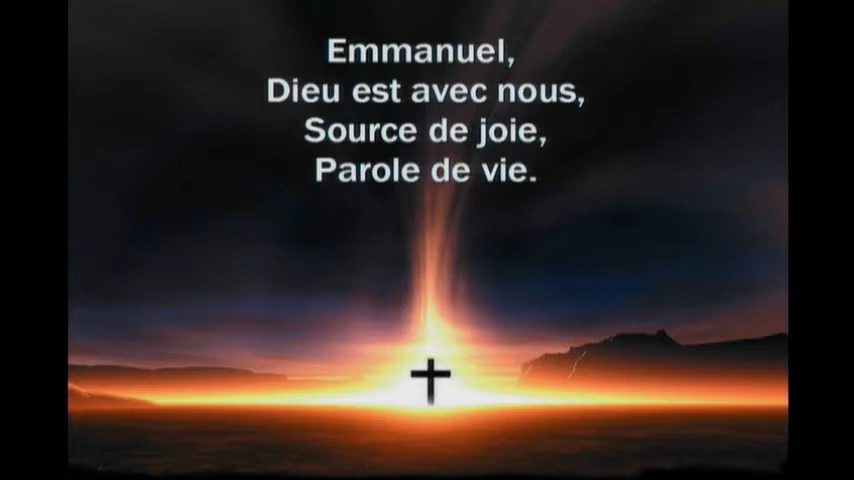 Emmanuel,
Dieu est avec nous,
Source de joie,
Parole de vie.